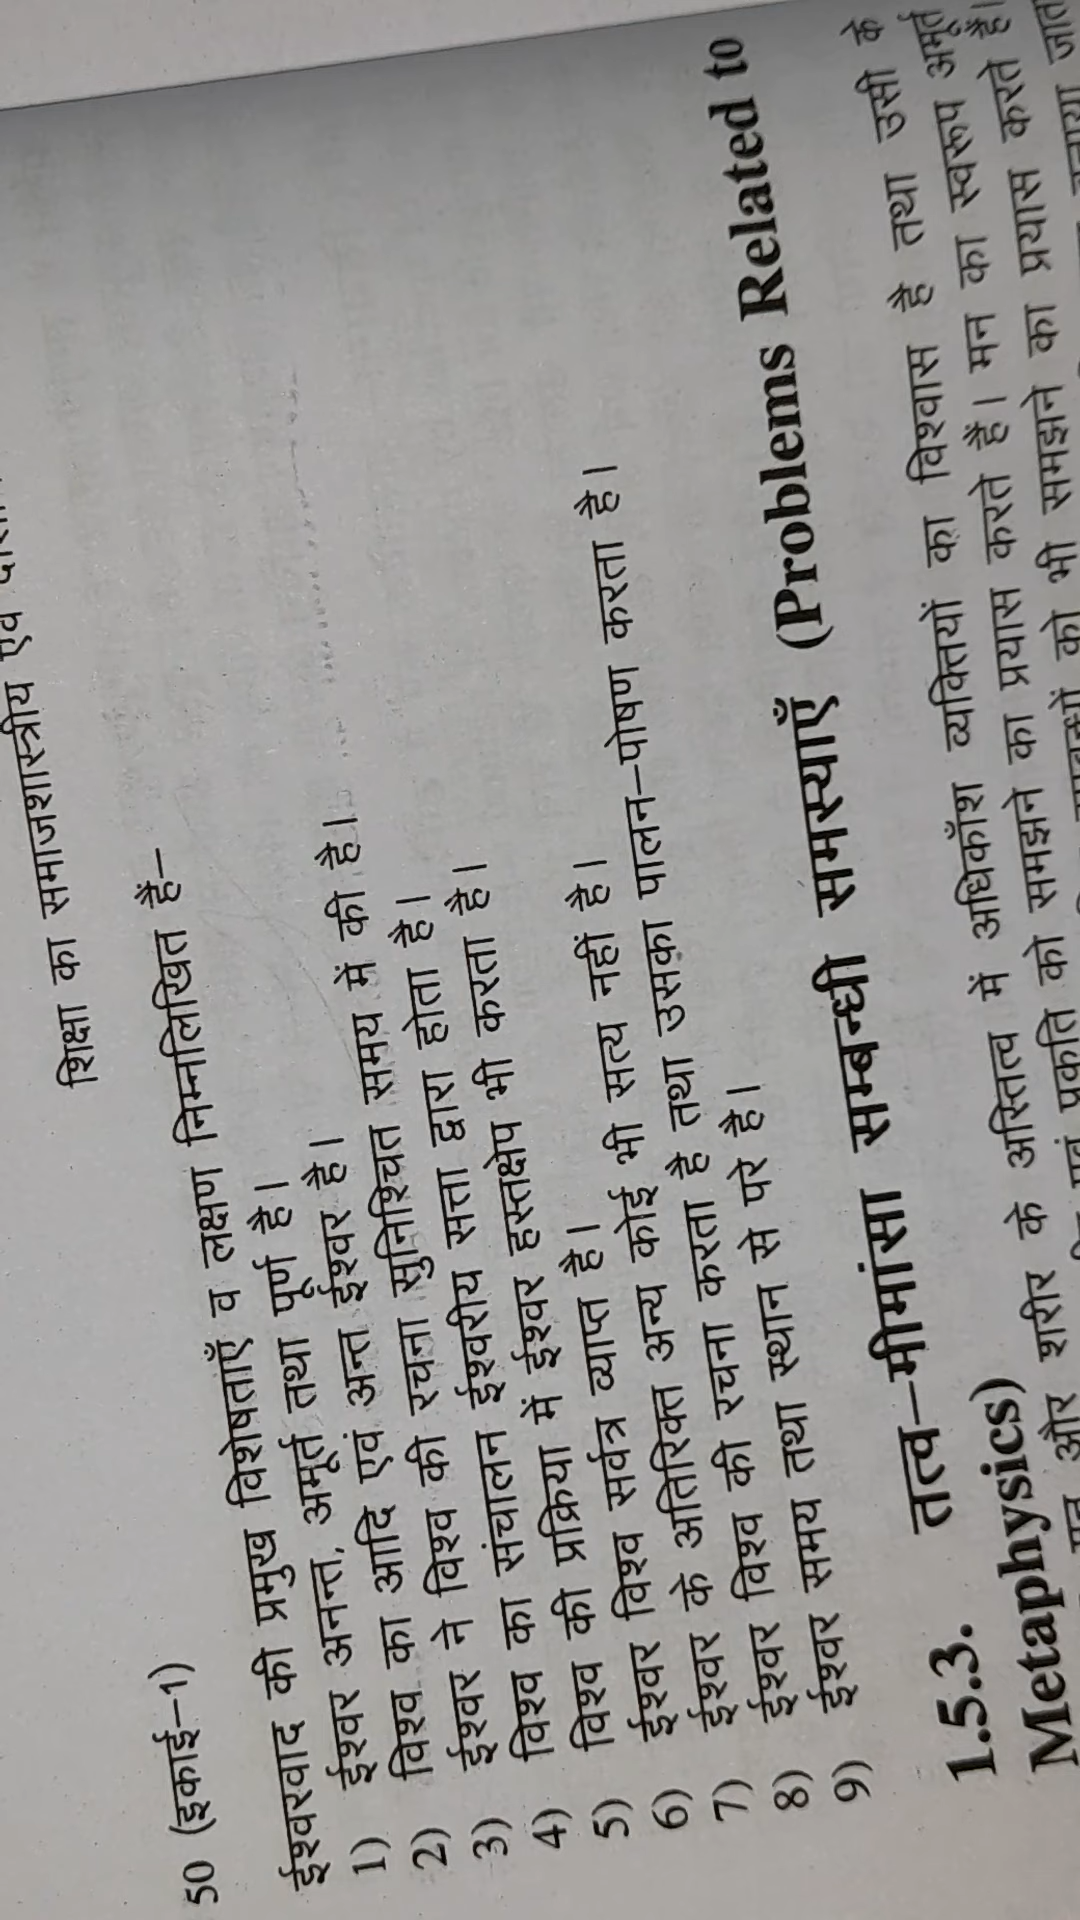 50 (इकाई–1)
शिक्षा का समाजशास्त्रीय एवं
ईश्वरवाद की प्रमुख विशेषताएँ व लक्षण निम्नलिखित हैं–
1) ईश्वर अनन्त, अमूर्त तथा पूर्ण है।
2) विश्व का आदि एवं अन्त ईश्वर है।
3) ईश्वर ने विश्व की रचना सुनिश्चित समय में की है।
4) विश्व का संचालन ईश्वरीय सत्ता द्वारा होता है।
5) विश्व की प्रक्रिया में ईश्वर हस्तक्षेप भी करता है।
6) ईश्वर विश्व सर्वत्र व्याप्त है।
7) ईश्वर के अतिरिक्त अन्य कोई भी सत्य नहीं है।
8) ईश्वर विश्व की रचना करता है तथा उसका पालन–पोषण करता है।
9) ईश्वर समय तथा स्थान से परे है।
1.5.3. तत्व–मीमांसा सम्बन्धी समस्याएँ (Problems Related to
Metaphysics)
और शरीर के अस्तित्व में अधिकाँश व्यक्तियों का विश्वास है तथा उसी के
एवं प्रकृति को समझने का प्रयास करते हैं। मन का स्वरूप अमूर्त
को भी समझने का प्रयास करते हैं।